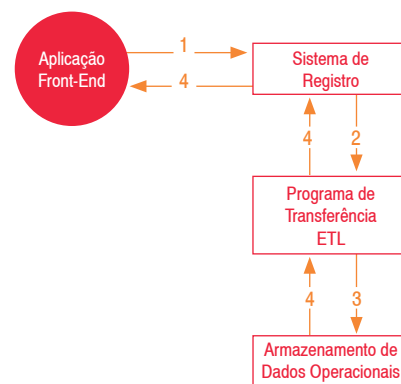 Aplicação
Front-End
1
4
Sistema de
Registro
4
2
Programa de
Transferência
ETL
4
3
Armazenamento de
Dados Operacionais